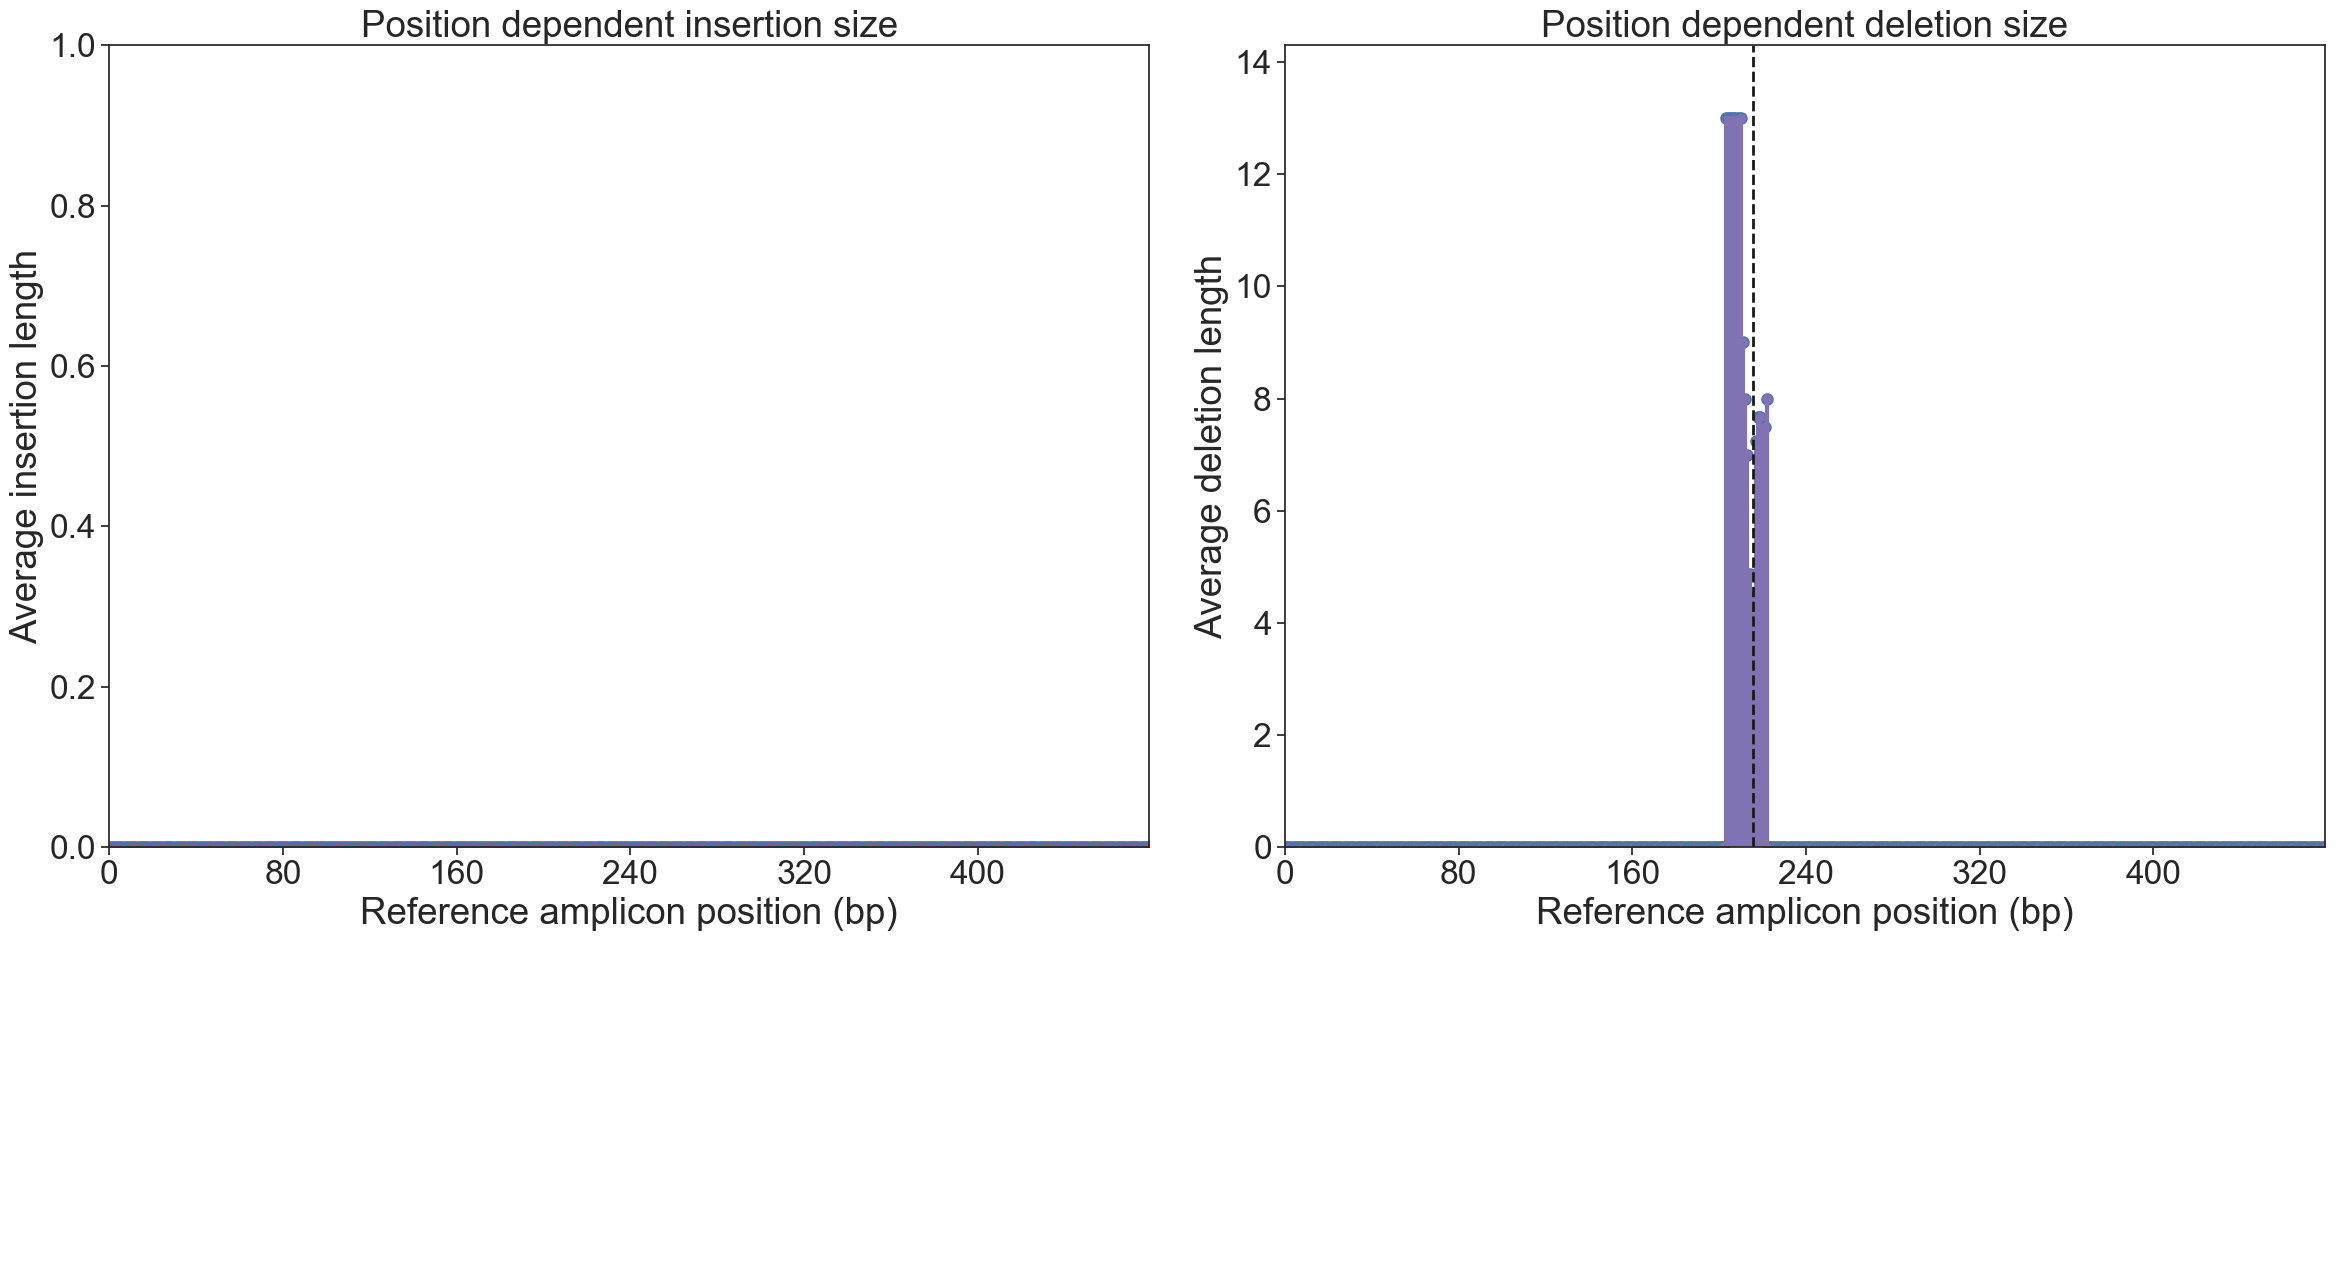 Position dependent insertion size
Average insertion length
1.0
0.8
0.6
0.4
0.2
0.0
0 80 160 240 320 400
Reference amplicon position (bp)
Position dependent deletion size
Average deletion length
14
12
10
8
6
4
2
0
0 80 160 240 320 400
Reference amplicon position (bp)